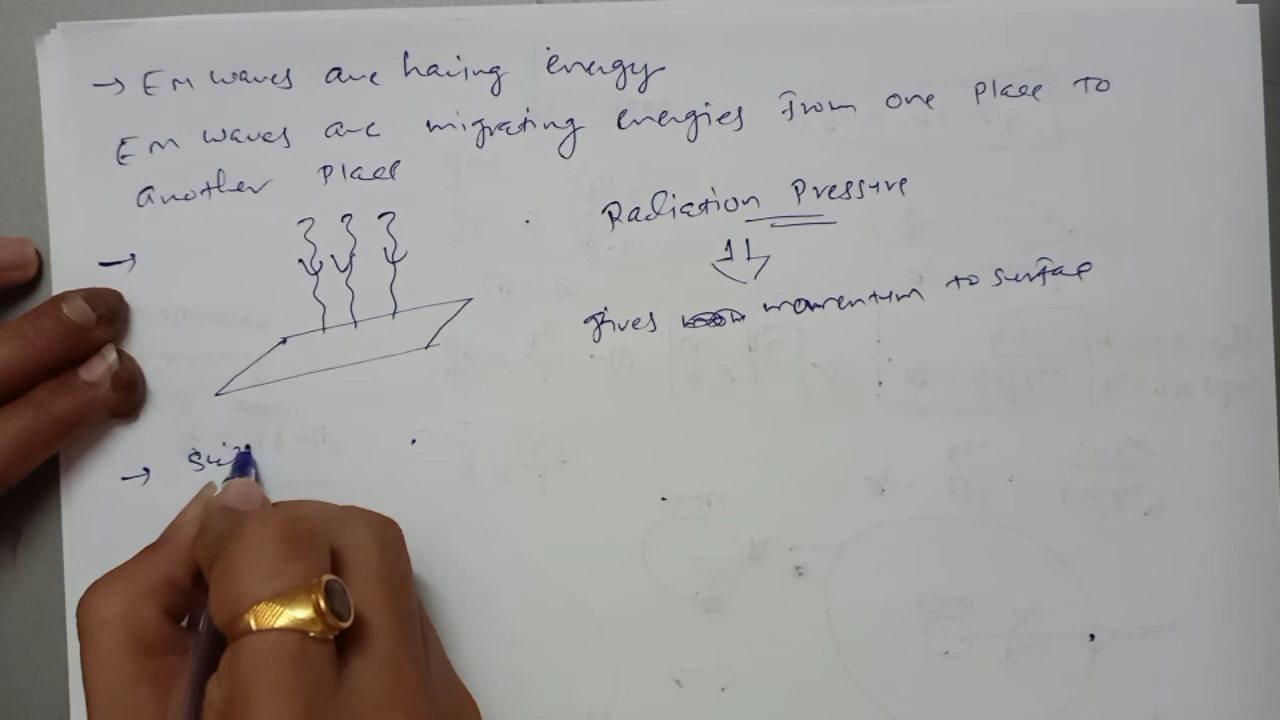 → EM waves are having energy
EM waves are migrating energies from one place to
another place
→
Radiation Pressure
gives momentum to surface
→